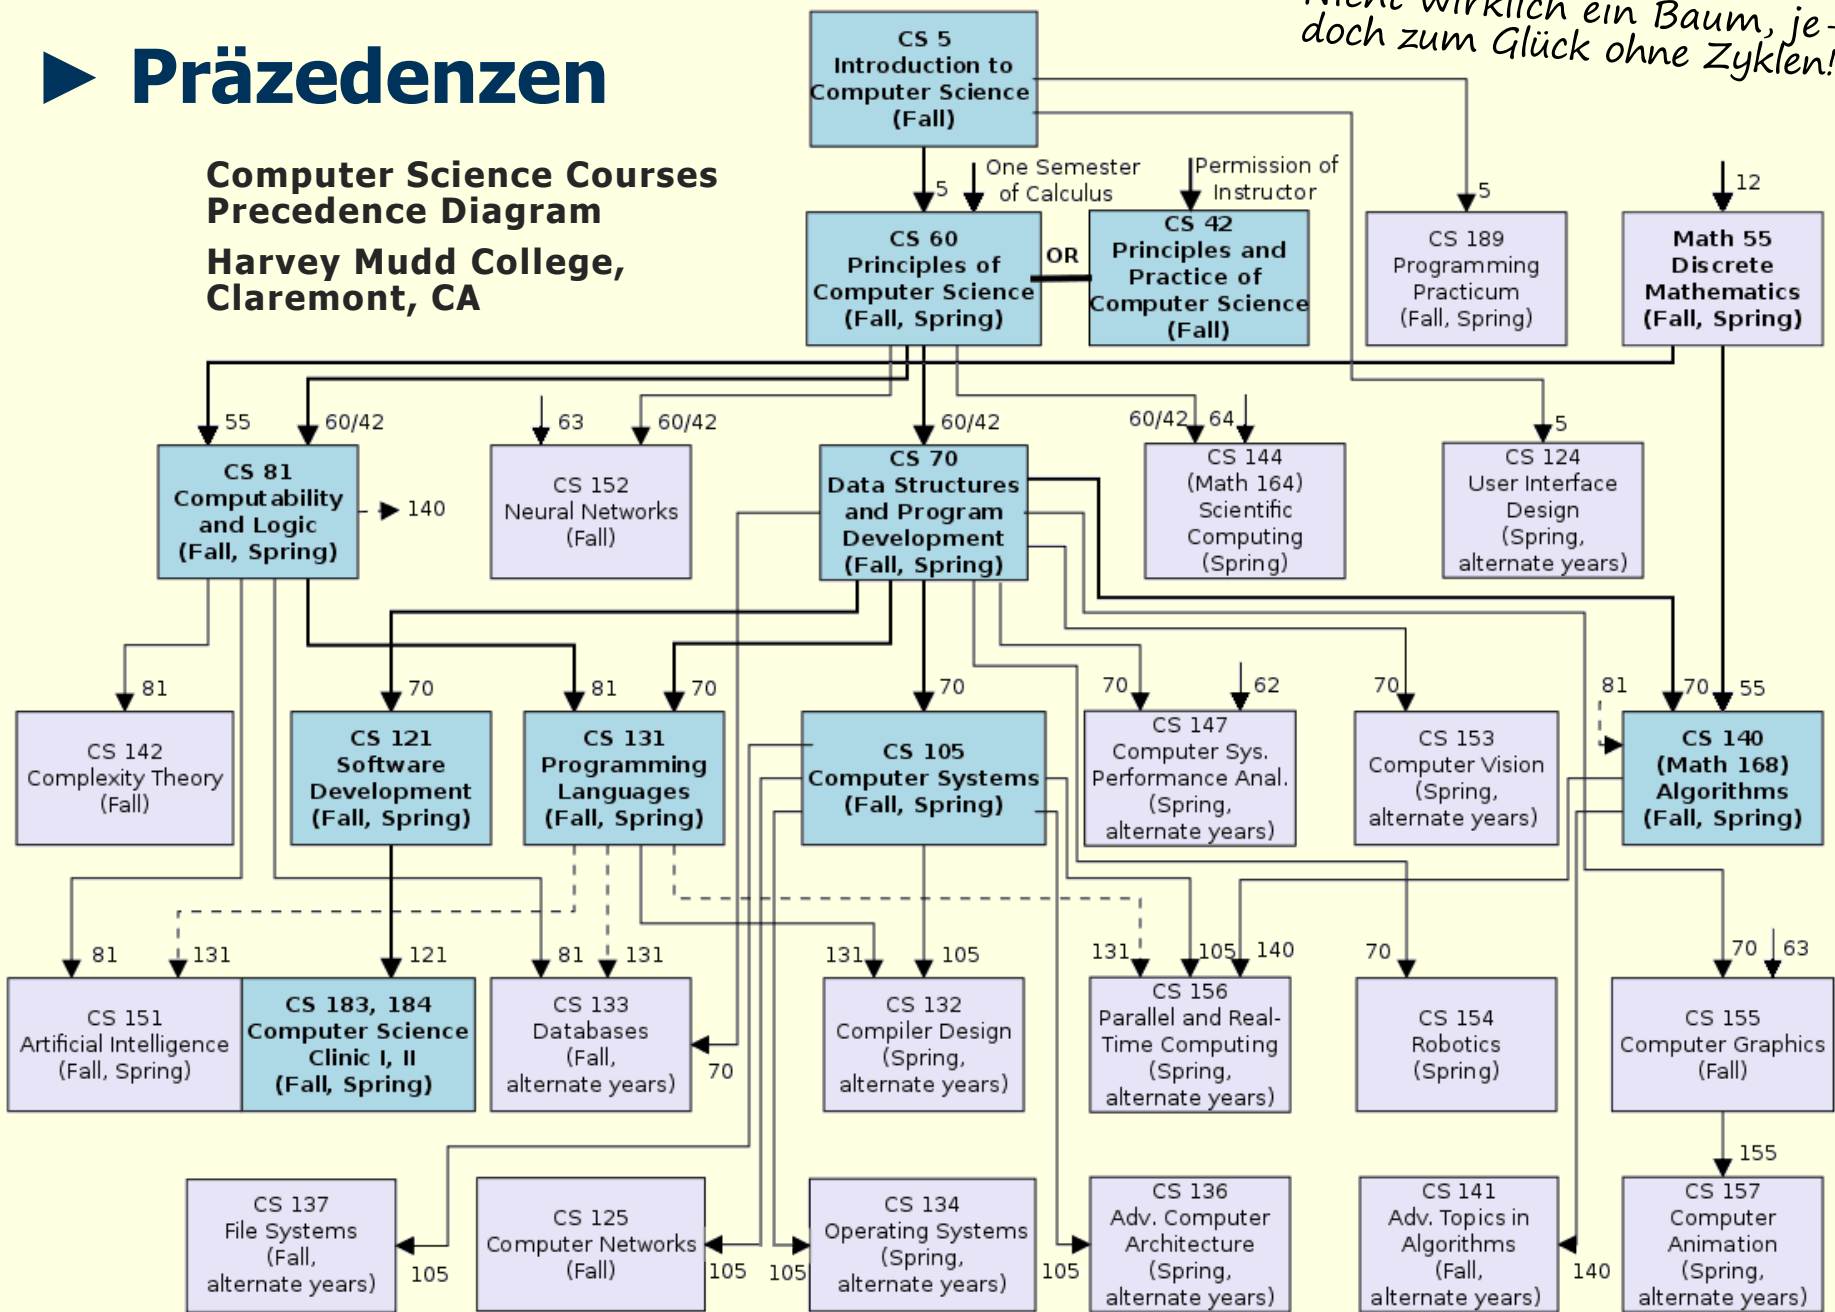 Nicht wirklich ein Baum, je-
doch zum Glück ohne Zyklen!
► Präzedenzen
Computer Science Courses
Precedence Diagram
Harvey Mudd College,
Claremont, CA
CS 5
Introduction to
Computer Science
(Fall)
5
One Semester
of Calculus
Permission of
Instructor
5
12
CS 60
Principles of
Computer Science
(Fall, Spring)
OR
CS 42
Principles and
Practice of
Computer Science
(Fall)
CS 189
Programming
Practicum
(Fall, Spring)
Math 55
Discrete
Mathematics
(Fall, Spring)
55
60/42
63
60/42
60/42
60/42
64
5
CS 81
Computability
and Logic
(Fall, Spring)
140
CS 152
Neural Networks
(Fall)
CS 70
Data Structures
and Program
Development
(Fall, Spring)
CS 144
(Math 164)
Scientific
Computing
(Spring)
CS 124
User Interface
Design
(Spring,
alternate years)
81
70
81
70
70
70
62
70
81
70
55
CS 142
Complexity Theory
(Fall)
CS 121
Software
Development
(Fall, Spring)
CS 131
Programming
Languages
(Fall, Spring)
CS 105
Computer Systems
(Fall, Spring)
CS 147
Computer Sys.
Performance Anal.
(Spring,
alternate years)
CS 153
Computer Vision
(Spring,
alternate years)
CS 140
(Math 168)
Algorithms
(Fall, Spring)
81
131
121
81
131
131
105
131
105
140
70
70
63
CS 151
Artificial Intelligence
(Fall, Spring)
CS 183, 184
Computer Science
Clinic I, II
(Fall, Spring)
CS 133
Databases
(Fall,
alternate years)
70
CS 132
Compiler Design
(Spring,
alternate years)
CS 156
Parallel and Real-
Time Computing
(Spring,
alternate years)
CS 154
Robotics
(Spring)
CS 155
Computer Graphics
(Fall)
155
CS 137
File Systems
(Fall,
alternate years)
105
CS 125
Computer Networks
(Fall)
105
105
CS 134
Operating Systems
(Spring,
alternate years)
105
CS 136
Adv. Computer
Architecture
(Spring,
alternate years)
CS 141
Adv. Topics in
Algorithms
(Fall,
alternate years)
140
CS 157
Computer
Animation
(Spring,
alternate years)